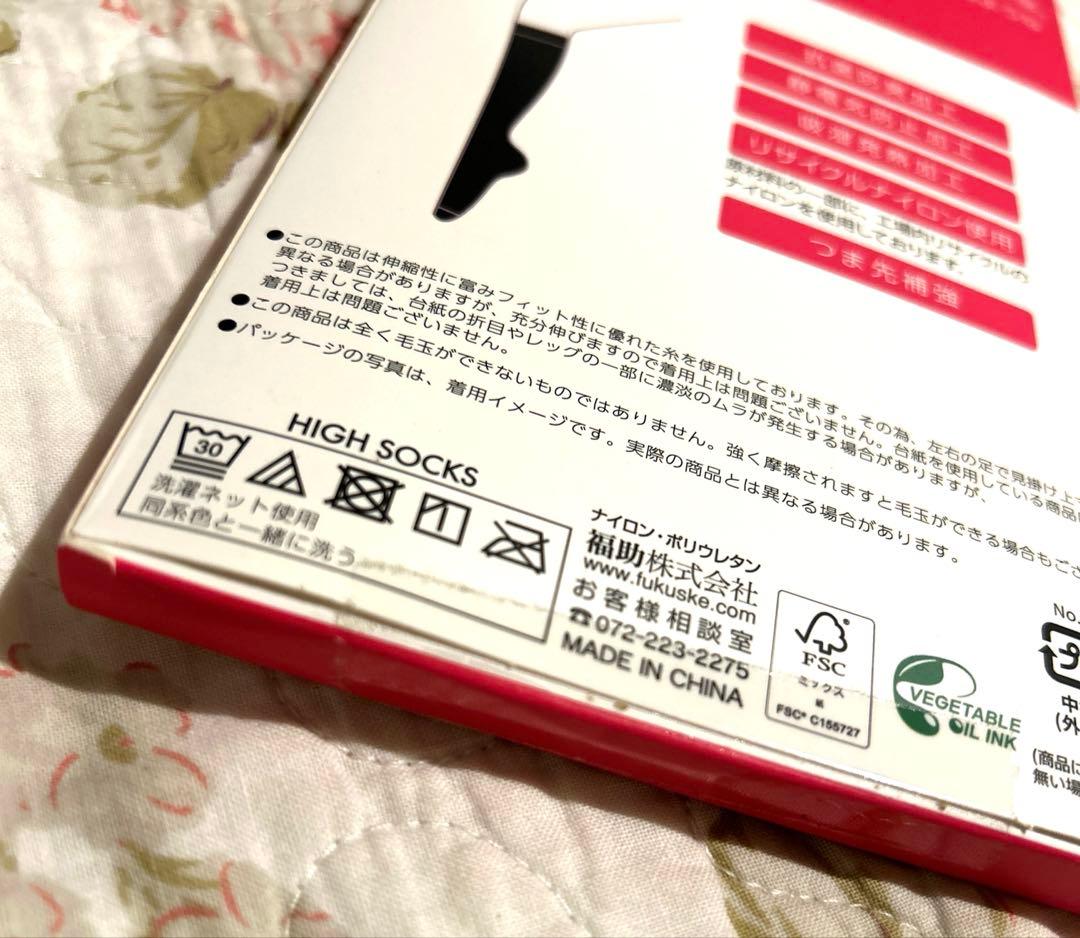 抗菌防臭加工
静電気防止加工
吸湿発熱加工
リサイクルナイロン使用
原材料の一部に、工場内リサイクルの
ナイロンを使用しております。
つま先補強
●この商品は伸縮性に富みフィット性に優れた糸を使用しております。その為、左右の足で見掛け上
異なる場合がありますが、充分伸びますので着用上は問題ございません。台紙を使用している商品
つきましては、台紙の折目やレッグの一部に濃淡のムラが発生する場合がありますが、
着用上は問題ございません。
●この商品は全く毛玉ができないものではありません。強く摩擦されますと毛玉ができる場合もござ
●パッケージの写真は、着用イメージです。実際の商品とは異なる場合があります。
HIGH SOCKS
30
洗濯ネット使用
同系色と一緒に洗う
ナイロン・ポリウレタン
福助株式会社
www.fukuske.com
お客様相談室
☎072-223-2275
MADE IN CHINA
FSC
ミックス
紙
FSC® C155727
VEGETABLE
OIL INK
No.
中
(外
(商品に
無い場